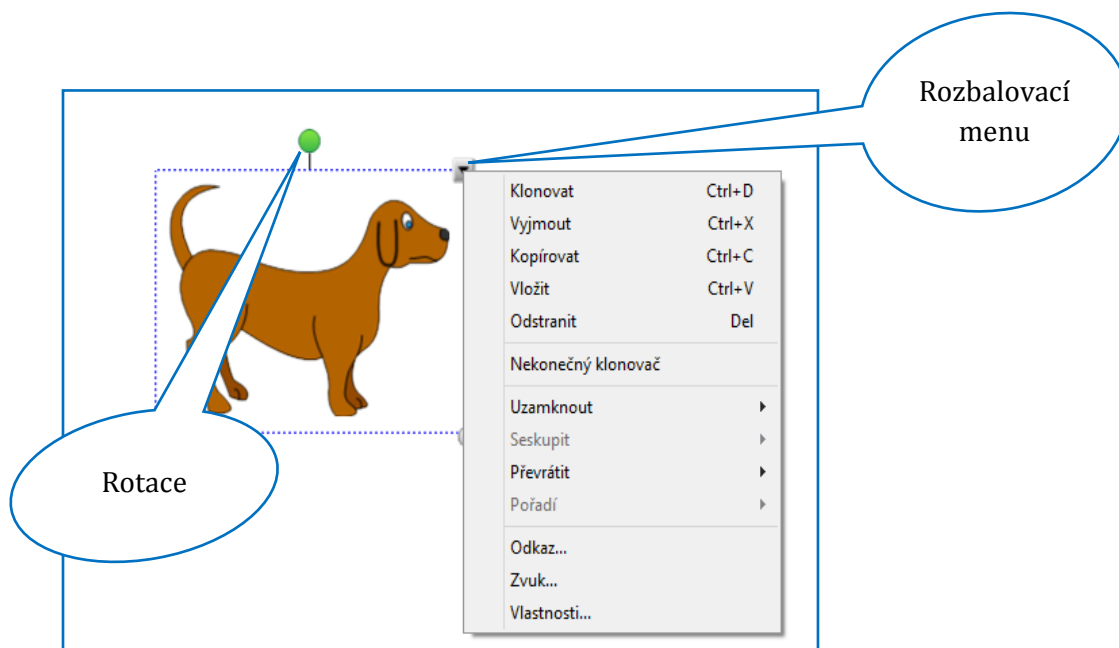 Rozbalovací
menu
Klonovat Ctrl+D
Vyjmout Ctrl+X
Kopírovat Ctrl+C
Vložit Ctrl+V
Odstranit Del
Nekonečný klonovač
Uzamknout
Seskupit
Převrátit
Pořadí
Odkaz...
Zvuk...
Vlastnosti...
Rotace